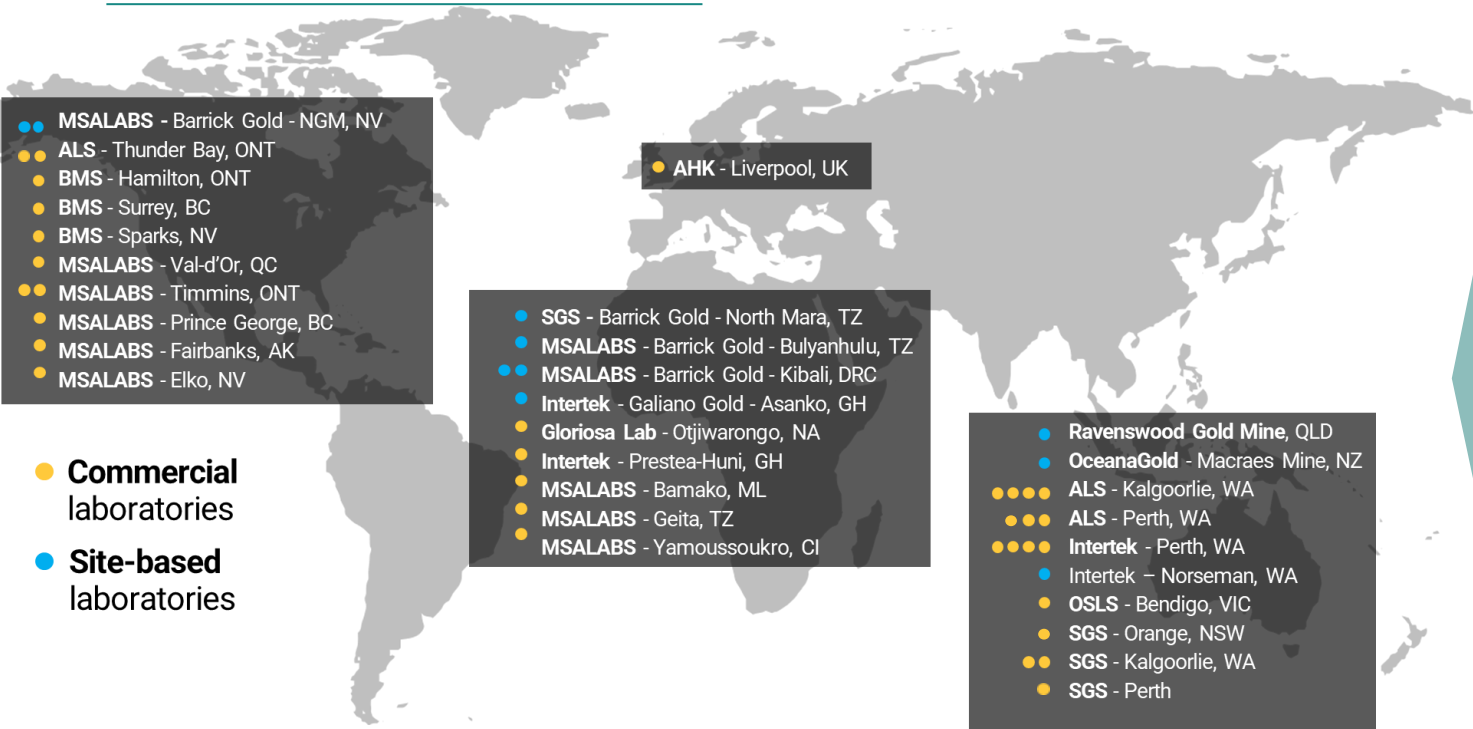 MSALABS - Barrick Gold - NGM, NV
ALS - Thunder Bay, ONT
BMS - Hamilton, ONT
BMS - Surrey, BC
BMS - Sparks, NV
MSALABS - Val-d’Or, QC
MSALABS - Timmins, ONT
MSALABS - Prince George, BC
MSALABS - Fairbanks, AK
MSALABS - Elko, NV
AHK - Liverpool, UK
SGS - Barrick Gold - North Mara, TZ
MSALABS - Barrick Gold - Bulyanhulu, TZ
MSALABS - Barrick Gold - Kibali, DRC
Intertek - Galiano Gold - Asanko, GH
Gloriosa Lab - Otjiwarongo, NA
Intertek - Prestea-Huni, GH
MSALABS - Bamako, ML
MSALABS - Geita, TZ
MSALABS - Yamoussoukro, CI
Ravenswood Gold Mine, QLD
OceanaGold - Macraes Mine, NZ
ALS - Kalgoorlie, WA
ALS - Perth, WA
Intertek - Perth, WA
Intertek – Norseman, WA
OSLS - Bendigo, VIC
SGS - Orange, NSW
SGS - Kalgoorlie, WA
SGS - Perth
Commercial
laboratories
Site-based
laboratories